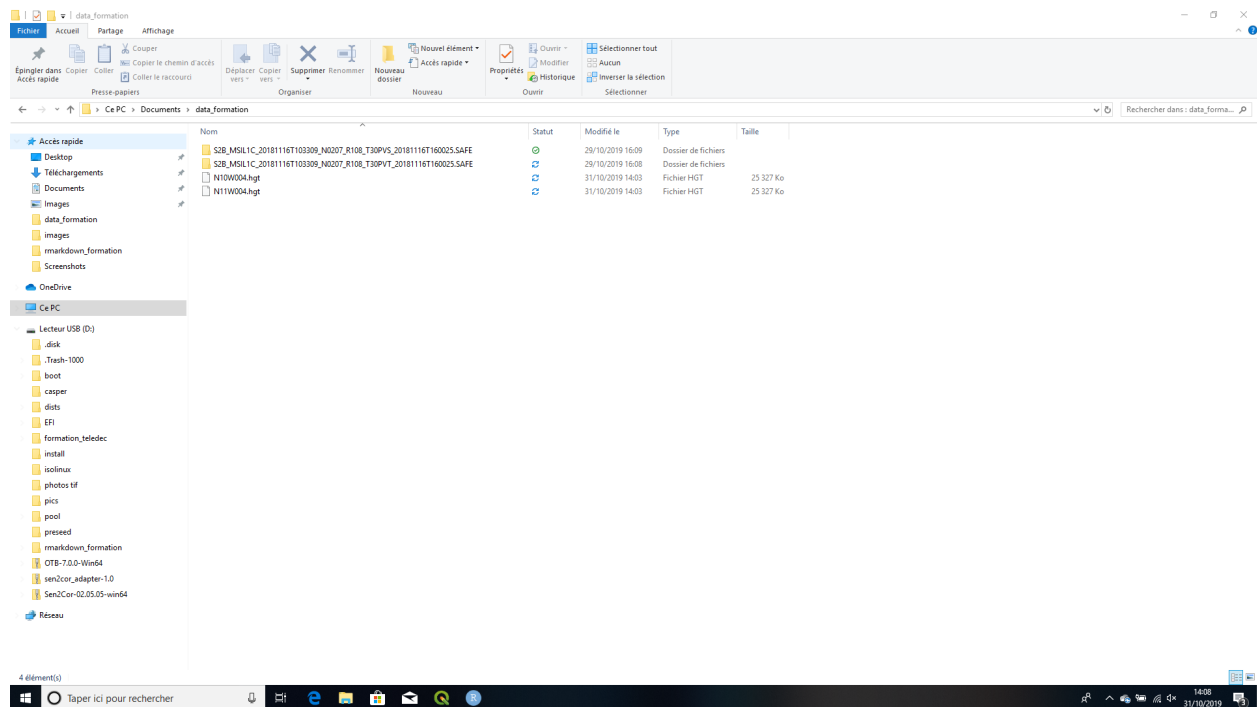 data_formation
Fichier Accueil Partage Affichage
Épingler dans Accès rapide
Copier
Coller
Couper
Copier le chemin d'accès
Coller le raccourci
Presse-papiers
Déplacer vers
Copier vers
Supprimer
Renommer
Organiser
Nouveau dossier
Nouvel élément
Accès rapide
Nouveau
Propriétés
Ouvrir
Modifier
Historique
Ouvrir
Sélectionner tout
Aucun
Inverser la sélection
Sélectionner
Ce PC > Documents > data_formation
Rechercher dans : data_forma...
Nom Statut Modifié le Type Taille
S2B_MSIL1C_20181116T103309_N0207_R108_T30PVS_20181116T160025.SAFE 29/10/2019 16:09 Dossier de fichiers
S2B_MSIL1C_20181116T103309_N0207_R108_T30PVT_20181116T160025.SAFE 29/10/2019 16:08 Dossier de fichiers
N10W004.hgt 31/10/2019 14:03 Fichier HGT 25 327 Ko
N11W004.hgt 31/10/2019 14:03 Fichier HGT 25 327 Ko
Accès rapide
Desktop
Téléchargements
Documents
Images
data_formation
images
rmarkdown_formation
Screenshots
OneDrive
Ce PC
Lecteur USB (D:)
.disk
.Trash-1000
boot
casper
dists
EFI
formation_teledec
install
isolinux
photos tif
pics
pool
preseed
rmarkdown_formation
OTB-7.0.0-Win64
sen2cor_adapter-1.0
Sen2Cor-02.05.05-win64
Réseau
4 élément(s)
Taper ici pour rechercher
14:08
31/10/2019